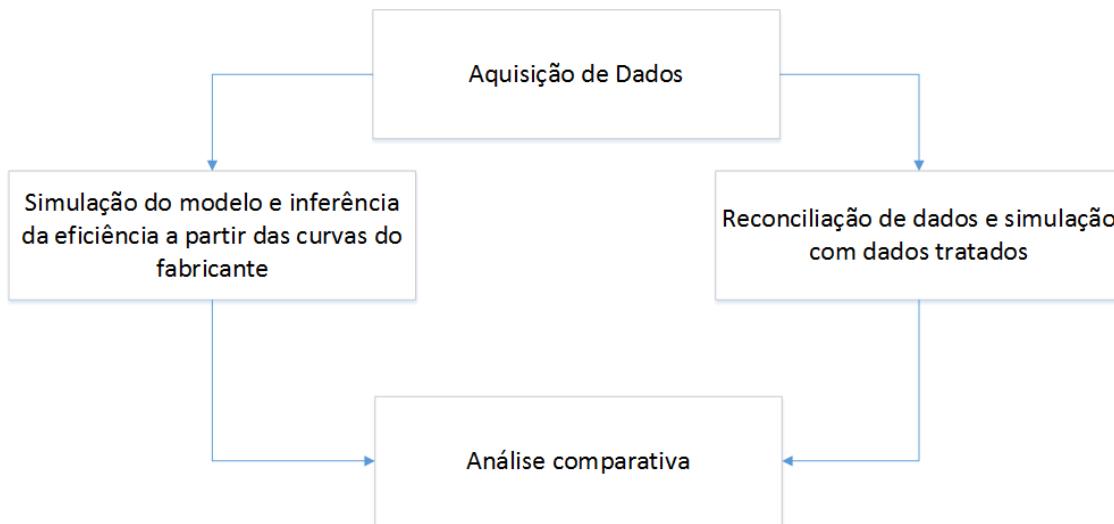 Aquisição de Dados
Simulação do modelo e inferência
da eficiência a partir das curvas do
fabricante
Reconciliação de dados e simulação
com dados tratados
Análise comparativa